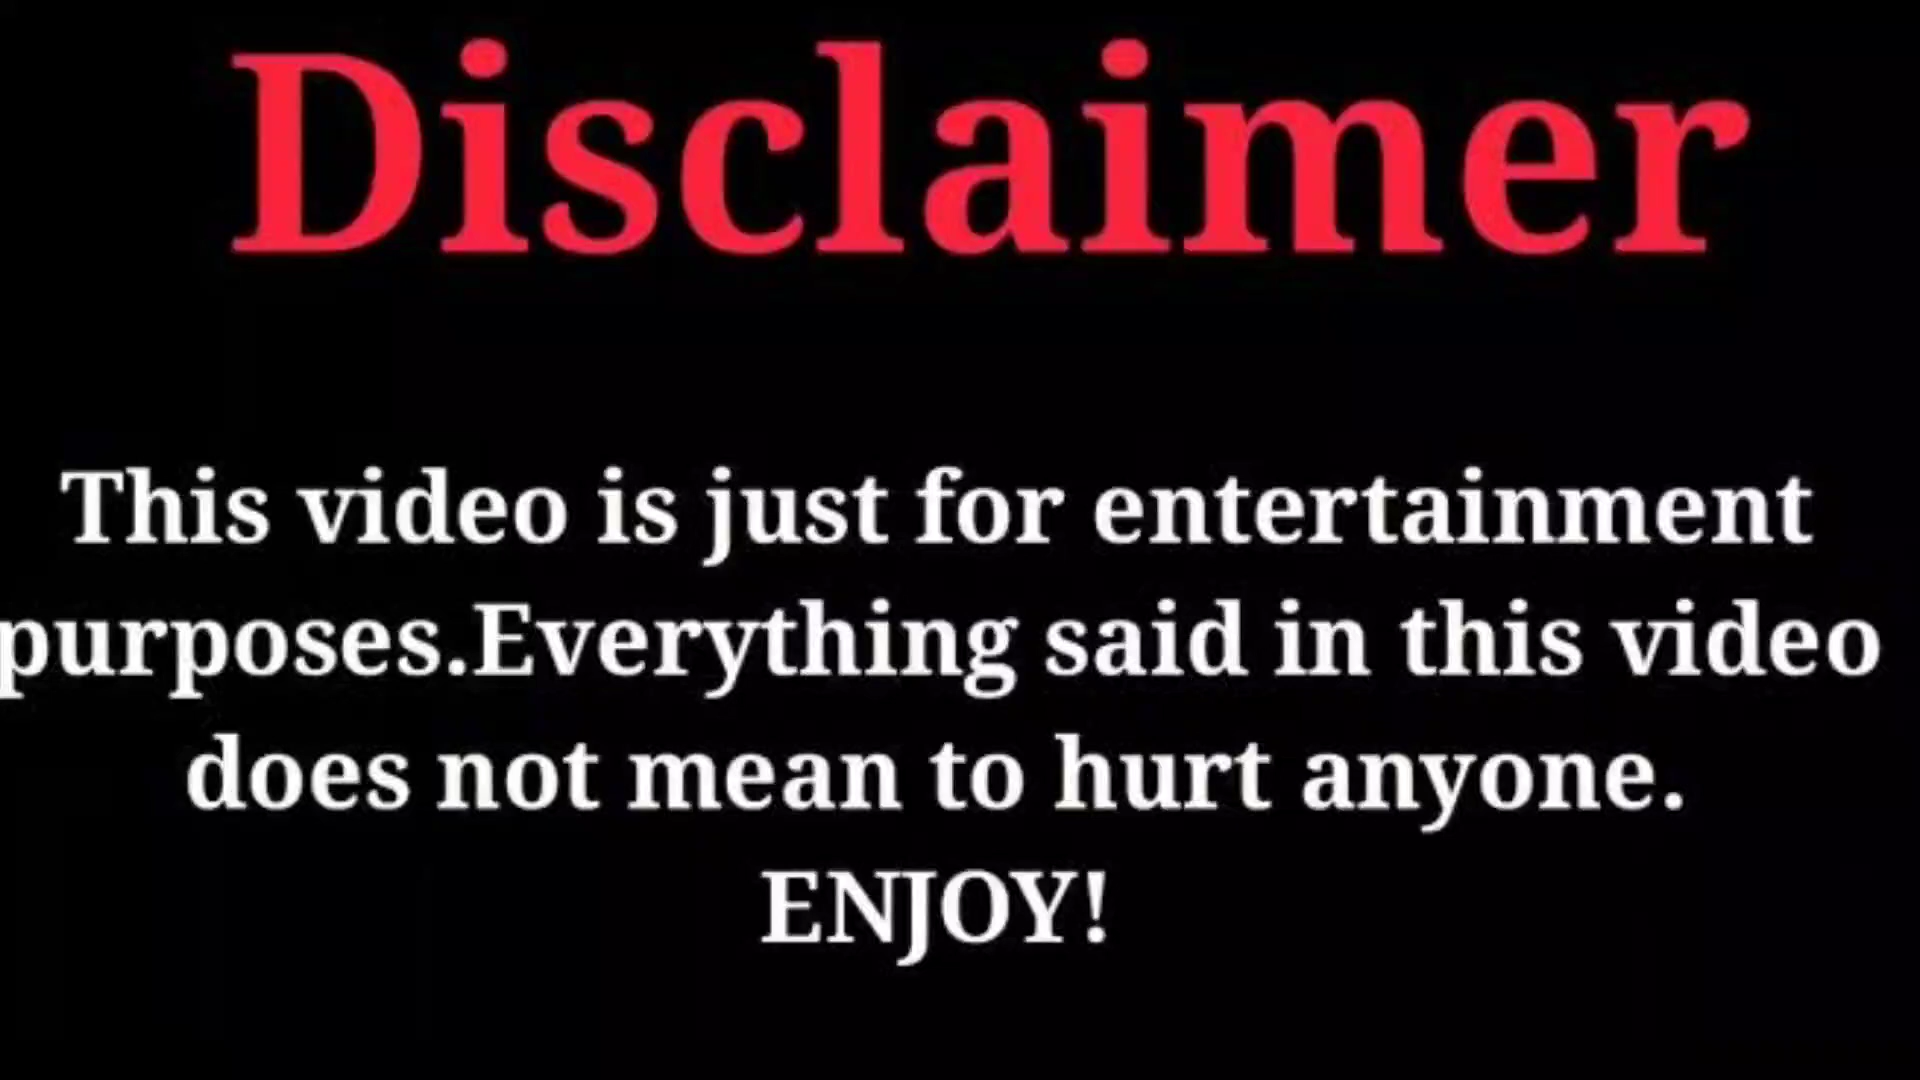 Disclaimer
This video is just for entertainment
purposes.Everything said in this video
does not mean to hurt anyone.
ENJOY!